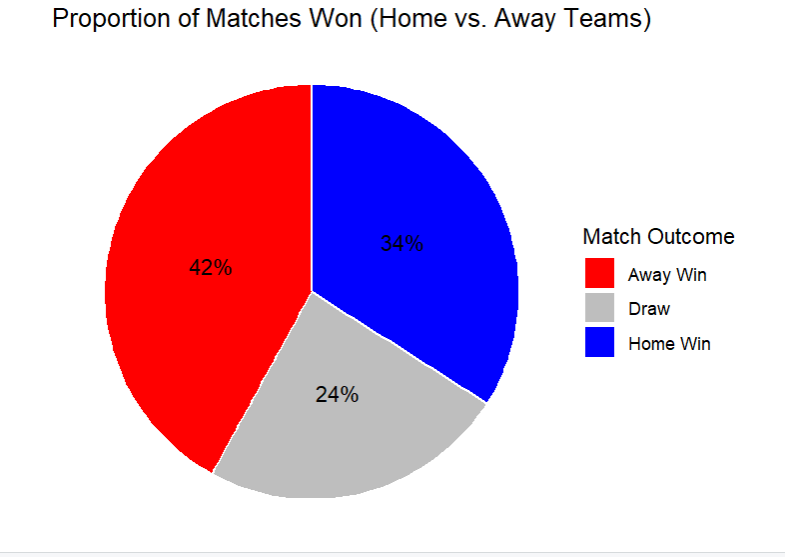 Proportion of Matches Won (Home vs. Away Teams)
34%
42%
24%
Match Outcome
Away Win
Draw
Home Win